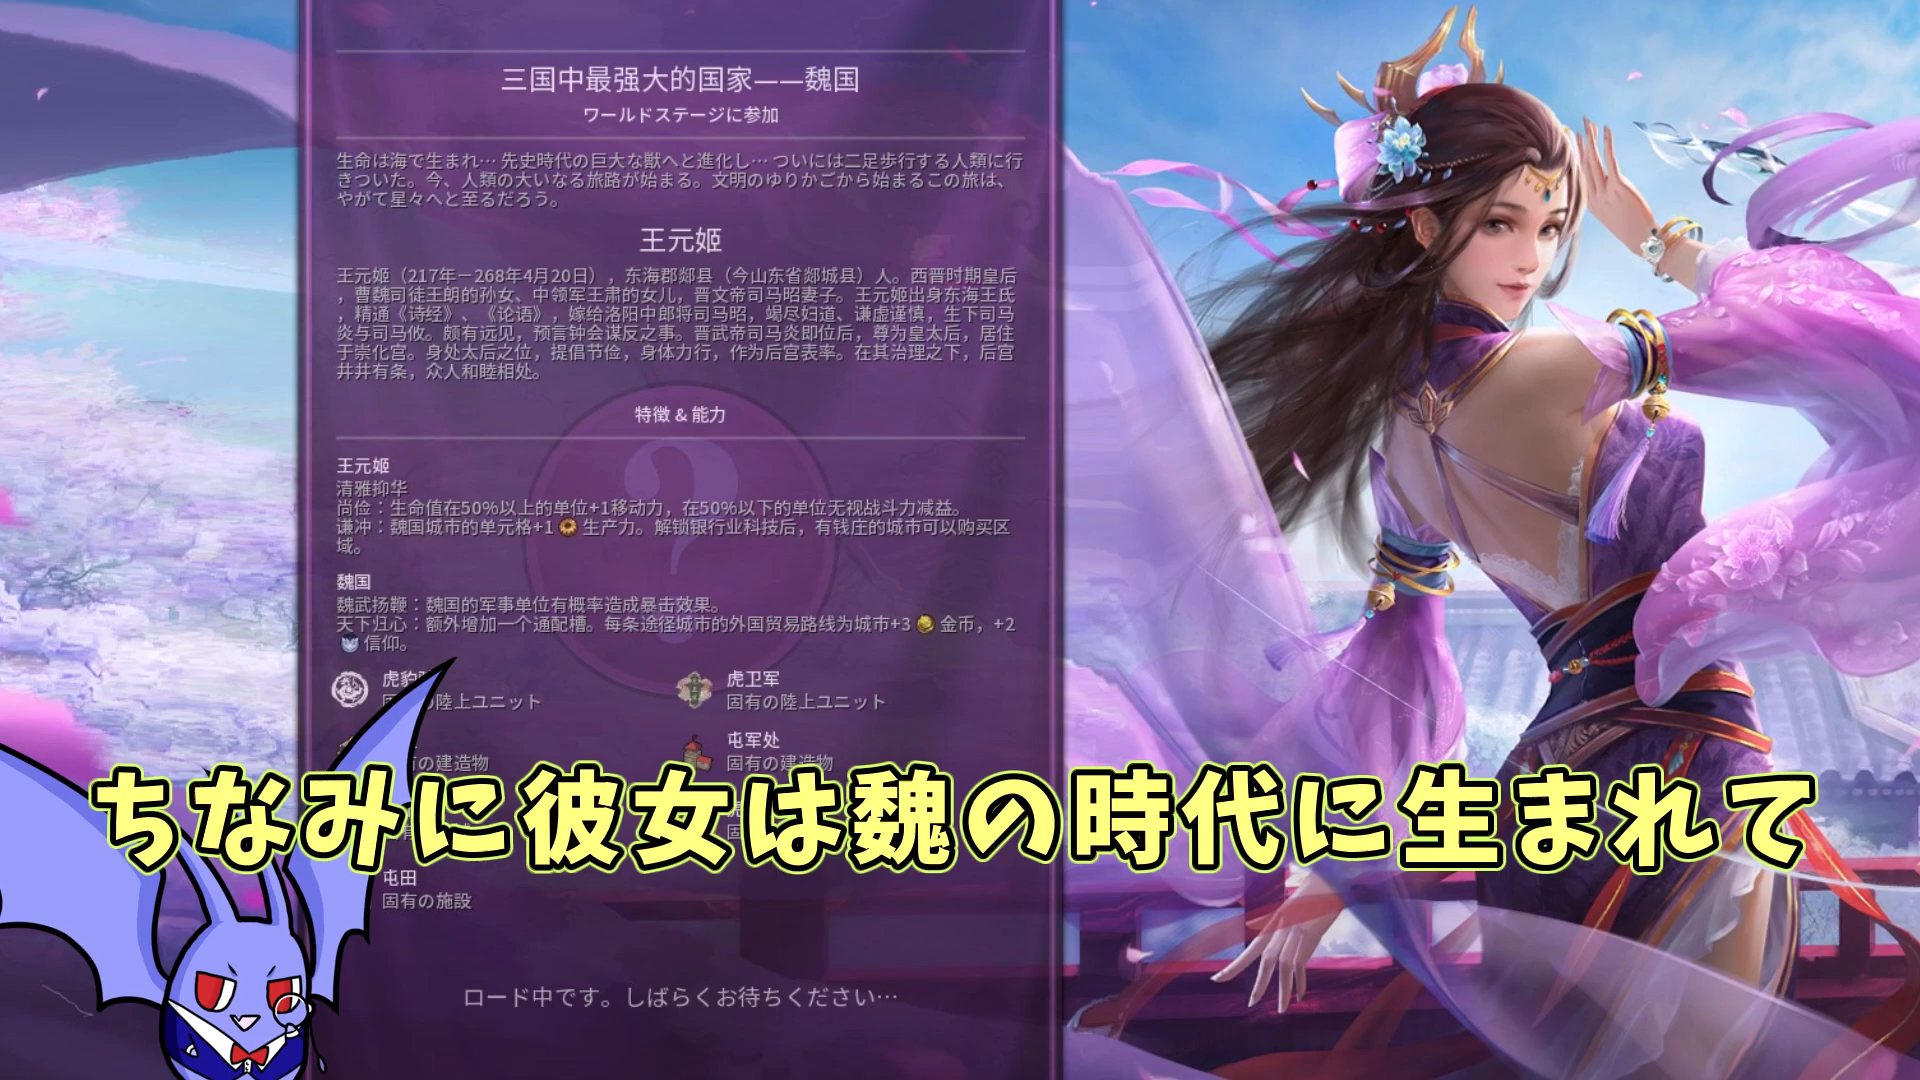 三国中最强大的国家——魏国
ワールドステージに参加
生命は海で生まれ… 先史時代の巨大な獣へと進化し… ついには二足歩行する人類に行
きついた。今、人類の大いなる旅路が始まる。文明のゆりかごから始まるこの旅は、
やがて星々へと至るだろう。
王元姬
王元姬（217年－268年4月20日），东海郡郯县（今山东省郯城县）人。西晋时期皇后
，曹魏司徒王朗的孙女、中领军王肃的女儿，晋文帝司马昭妻子。王元姬出身东海王氏
，精通《诗经》、《论语》，嫁给洛阳中郎将司马昭，竭尽妇道、谦虚谨慎，生下司马
炎与司马攸。颇有远见，预言钟会谋反之事。晋武帝司马炎即位后，尊为皇太后，居住
于崇化宫。身处太后之位，提倡节俭，身体力行，作为后宫表率。在其治理之下，后宫
井井有条，众人和睦相处。
特徴 & 能力
王元姬
清雅抑华
尚俭：生命值在50%以上的单位+1移动力，在50%以下的单位无视战斗力减益。
谦冲：魏国城市的单元格+1 生产力。解锁银行业科技后，有钱庄的城市可以购买区
域。
魏国
魏武扬鞭：魏国的军事单位有概率造成暴击效果。
天下归心：额外增加一个通配槽。每条途径城市的外国贸易路线为城市+3 金币，+2
信仰。
虎豹
の陸上ユニット
虎卫军
固有の陸上ユニット
の建造物
屯军处
固有の建造物
ちなみに彼女は魏の時代に生まれて
屯田
固有の施設
ロード中です。しばらくお待ちください…